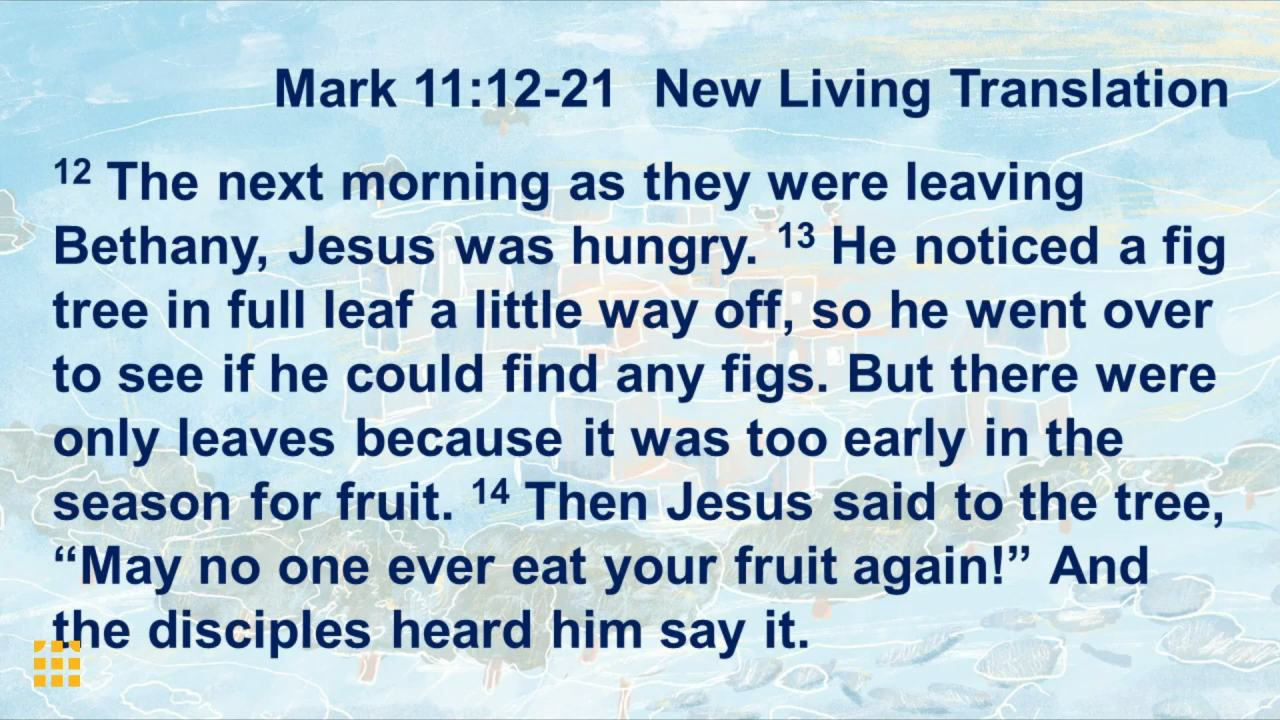 Mark 11:12-21 New Living Translation
12 The next morning as they were leaving
Bethany, Jesus was hungry. 13 He noticed a fig
tree in full leaf a little way off, so he went over
to see if he could find any figs. But there were
only leaves because it was too early in the
season for fruit. 14 Then Jesus said to the tree,
“May no one ever eat your fruit again!” And
the disciples heard him say it.